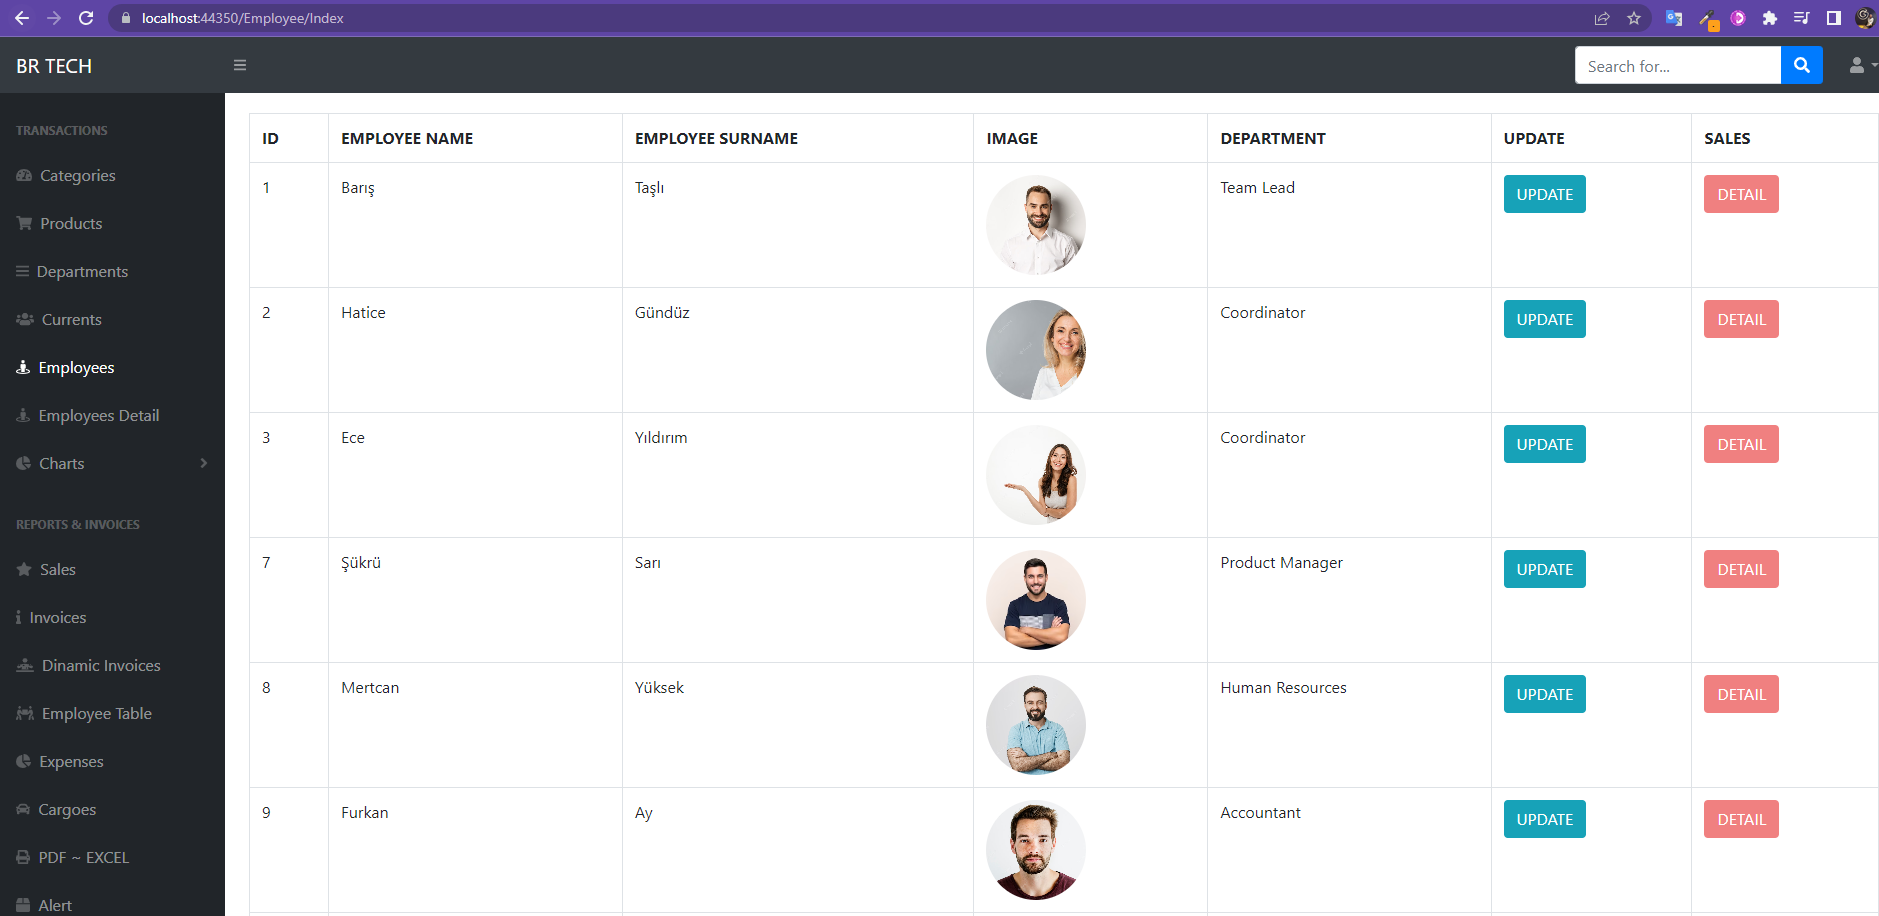 localhost:44350/Employee/Index
BR TECH
Search for...
TRANSACTIONS
Categories
Products
Departments
Currents
Employees
Employees Detail
Charts
REPORTS & INVOICES
Sales
Invoices
Dinamic Invoices
Employee Table
Expenses
Cargoes
PDF ~ EXCEL
Alert
ID EMPLOYEE NAME EMPLOYEE SURNAME IMAGE DEPARTMENT UPDATE SALES
1 Barış Taşlı Team Lead UPDATE DETAIL
2 Hatice Gündüz Coordinator UPDATE DETAIL
3 Ece Yıldırım Coordinator UPDATE DETAIL
7 Şükrü Sarı Product Manager UPDATE DETAIL
8 Mertcan Yüksek Human Resources UPDATE DETAIL
9 Furkan Ay Accountant UPDATE DETAIL